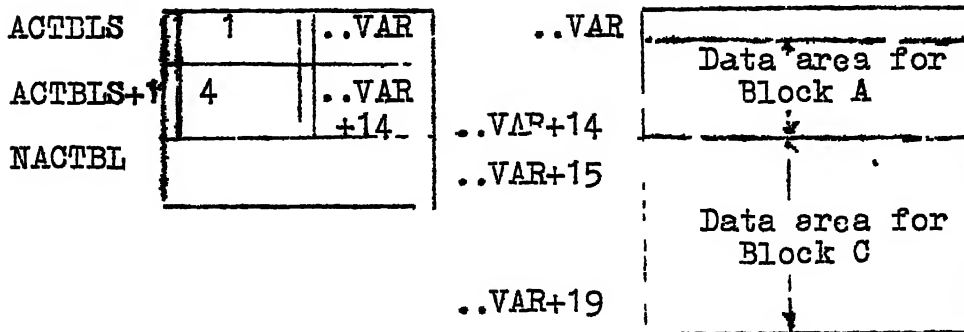 ACTBLS 1 ..VAR
ACTBLS+1 4 ..VAR
+14
NACTBL
..VAR
Data area for
Block A
..VAR+14
..VAR+15
Data area for
Block C
..VAR+19